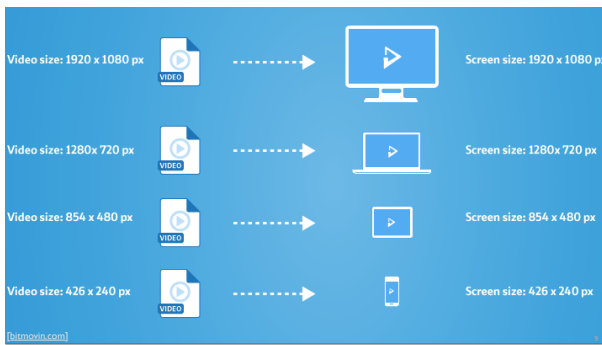 Video size: 1920 x 1080 px
VIDEO
Screen size: 1920 x 1080 p
Video size: 1280x 720 px
VIDEO
Screen size: 1280x 720 px
Video size: 854 x 480 px
VIDEO
Screen size: 854 x 480 px
Video size: 426 x 240 px
VIDEO
Screen size: 426 x 240 px
[bitmovin.com]